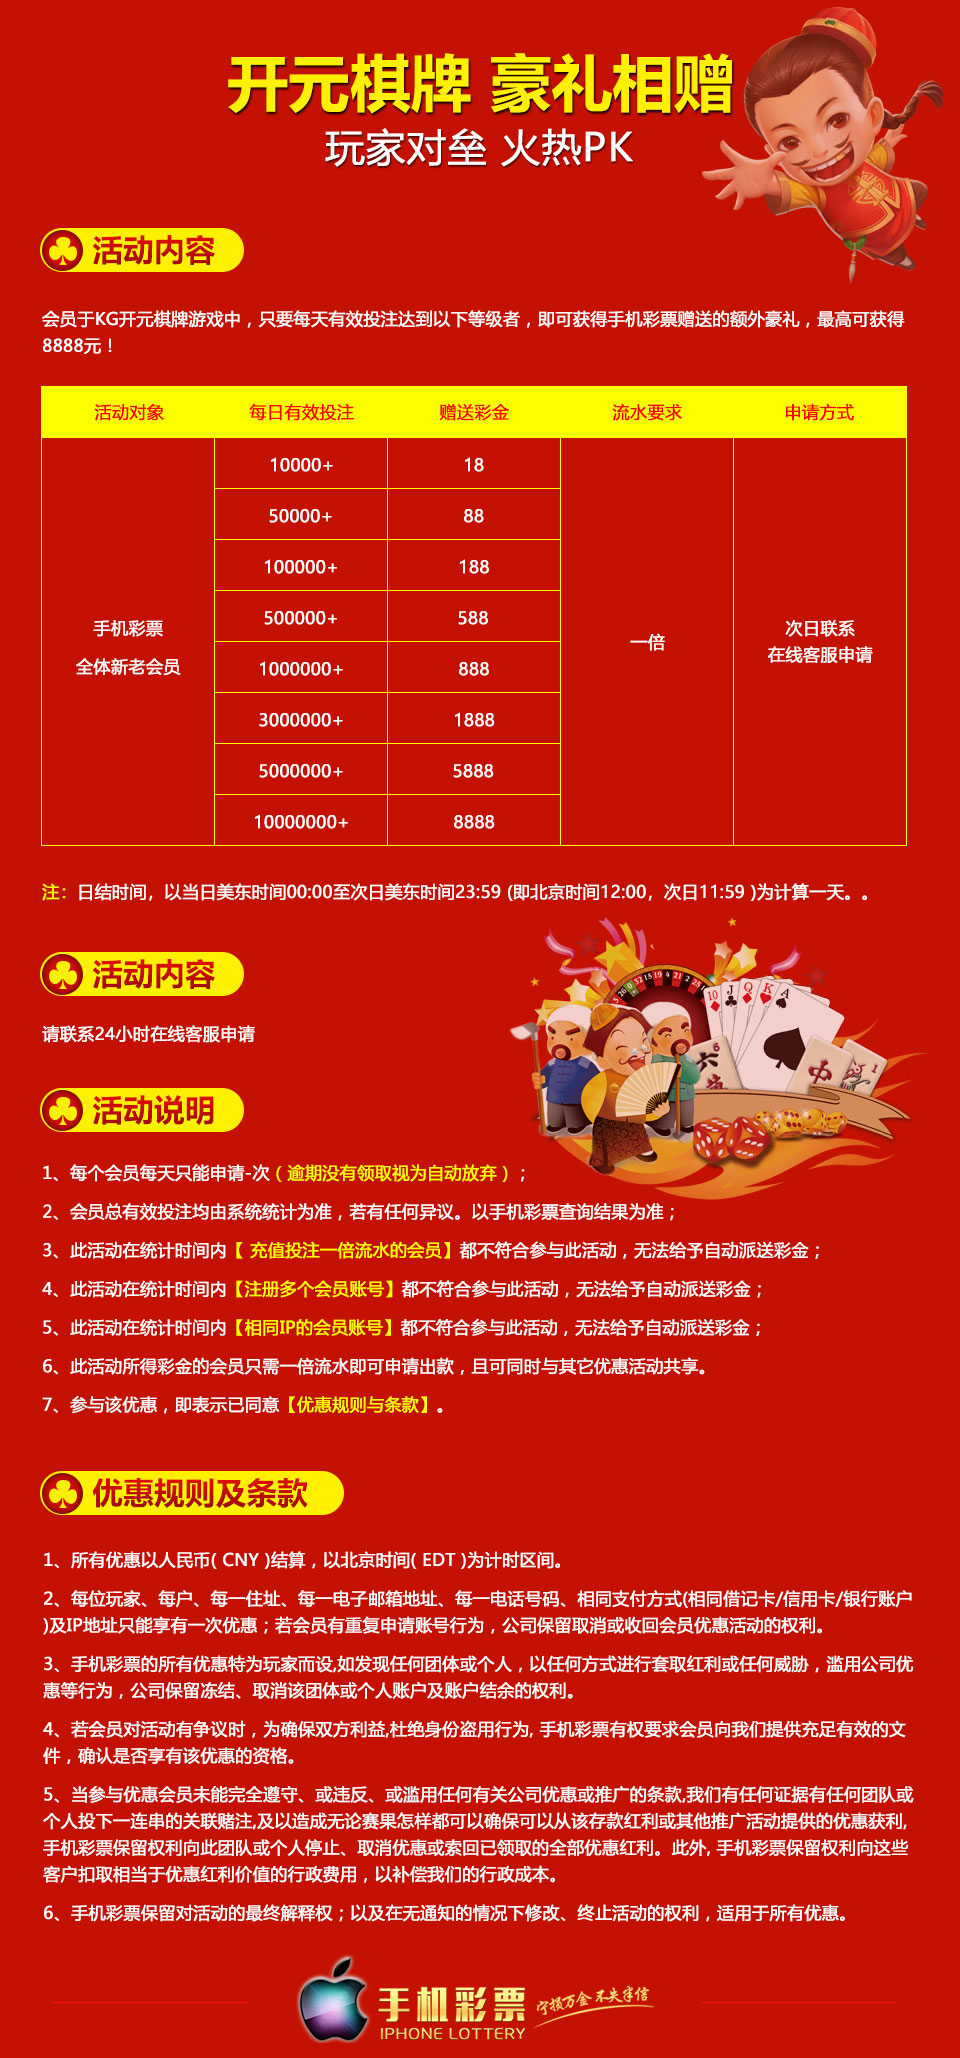 开元棋牌 豪礼相赠
玩家对垒 火热PK
活动内容
会员于KG开元棋牌游戏中，只要每天有效投注达到以下等级者，即可获得手机彩票赠送的额外豪礼，最高可获得
8888元！
活动对象 每日有效投注 赠送彩金 流水要求 申请方式
10000+ 18
50000+ 88
100000+ 188
500000+ 588
手机彩票
全体新老会员
一倍
次日联系
在线客服申请
1000000+ 888
3000000+ 1888
5000000+ 5888
10000000+ 8888
注：日结时间，以当日美东时间00:00至次日美东时间23:59 (即北京时间12:00，次日11:59 )为计算一天。。
活动内容
请联系24小时在线客服申请
活动说明
1、每个会员每天只能申请-次（逾期没有领取视为自动放弃）；
2、会员总有效投注均由系统统计为准，若有任何异议。以手机彩票查询结果为准；
3、此活动在统计时间内【 充值投注一倍流水的会员】都不符合参与此活动，无法给予自动派送彩金；
4、此活动在统计时间内【注册多个会员账号】都不符合参与此活动，无法给予自动派送彩金；
5、此活动在统计时间内【相同IP的会员账号】都不符合参与此活动，无法给予自动派送彩金；
6、此活动所得彩金的会员只需一倍流水即可申请出款，且可同时与其它优惠活动共享。
7、参与该优惠，即表示已同意【优惠规则与条款】。
优惠规则及条款
1、所有优惠以人民币( CNY )结算，以北京时间( EDT )为计时区间。
2、每位玩家、每户、每一住址、每一电子邮箱地址、每一电话号码、相同支付方式(相同借记卡/信用卡/银行账户
)及IP地址只能享有一次优惠；若会员有重复申请账号行为，公司保留取消或收回会员优惠活动的权利。
3、手机彩票的所有优惠特为玩家而设,如发现任何团体或个人，以任何方式进行套取红利或任何威胁，滥用公司优
惠等行为，公司保留冻结、取消该团体或个人账户及账户结余的权利。
4、若会员对活动有争议时，为确保双方利益,杜绝身份盗用行为, 手机彩票有权要求会员向我们提供充足有效的文
件，确认是否享有该优惠的资格。
5、当参与优惠会员未能完全遵守、或违反、或滥用任何有关公司优惠或推广的条款,我们有任何证据有任何团队或
个人投下一连串的关联赌注,及以造成无论赛果怎样都可以确保可以从该存款红利或其他推广活动提供的优惠获利,
手机彩票保留权利向此团队或个人停止、取消优惠或索回已领取的全部优惠红利。此外, 手机彩票保留权利向这些
客户扣取相当于优惠红利价值的行政费用，以补偿我们的行政成本。
6、手机彩票保留对活动的最终解释权；以及在无通知的情况下修改、终止活动的权利，适用于所有优惠。
手机彩票
宁损万金 不失半信
IPHONE LOTTERY